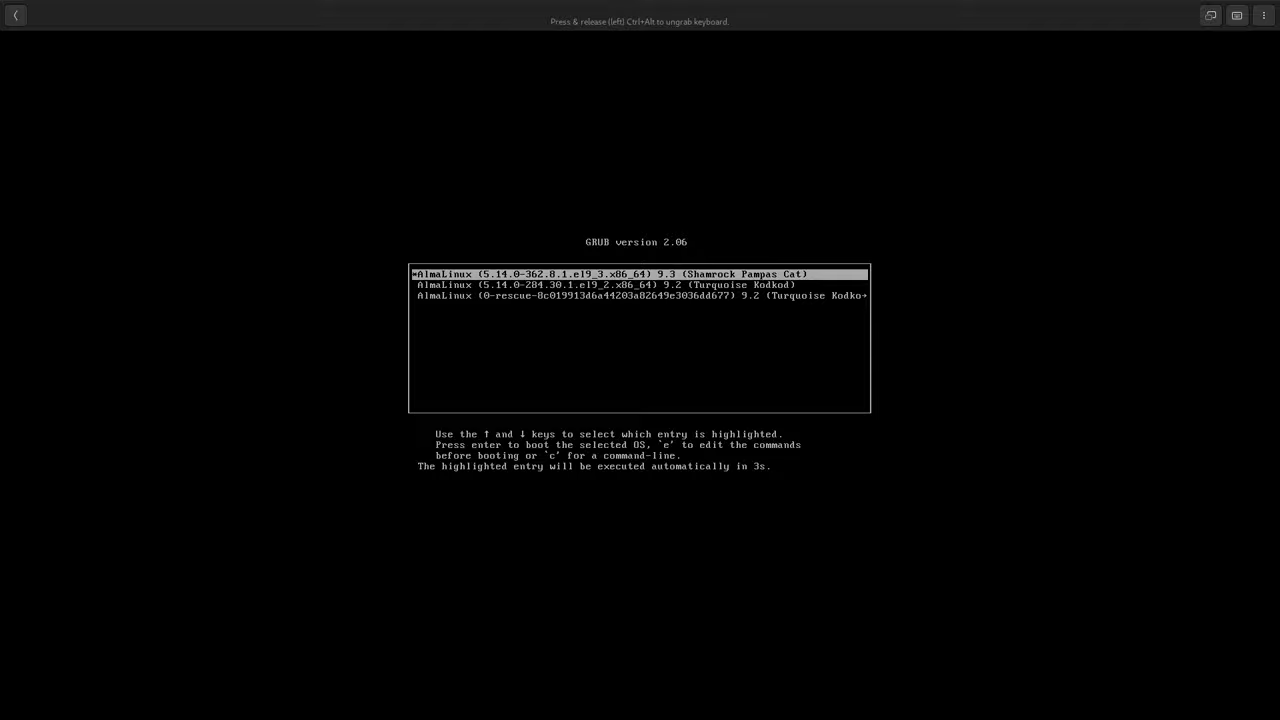 Press & release (left) Ctrl+Alt to ungrab keyboard.
GRUB version 2.06
*AlmaLinux (5.14.0-362.8.1.el9_3.x86_64) 9.3 (Shamrock Pampas Cat)
AlmaLinux (5.14.0-284.30.1.el9_2.x86_64) 9.2 (Turquoise Kodkod)
AlmaLinux (0-rescue-8c019913d6a44203a82649e3036dd677) 9.2 (Turquoise Kodko→
Use the ↑ and ↓ keys to select which entry is highlighted.
Press enter to boot the selected OS, `e' to edit the commands
before booting or `c' for a command-line.
The highlighted entry will be executed automatically in 3s.